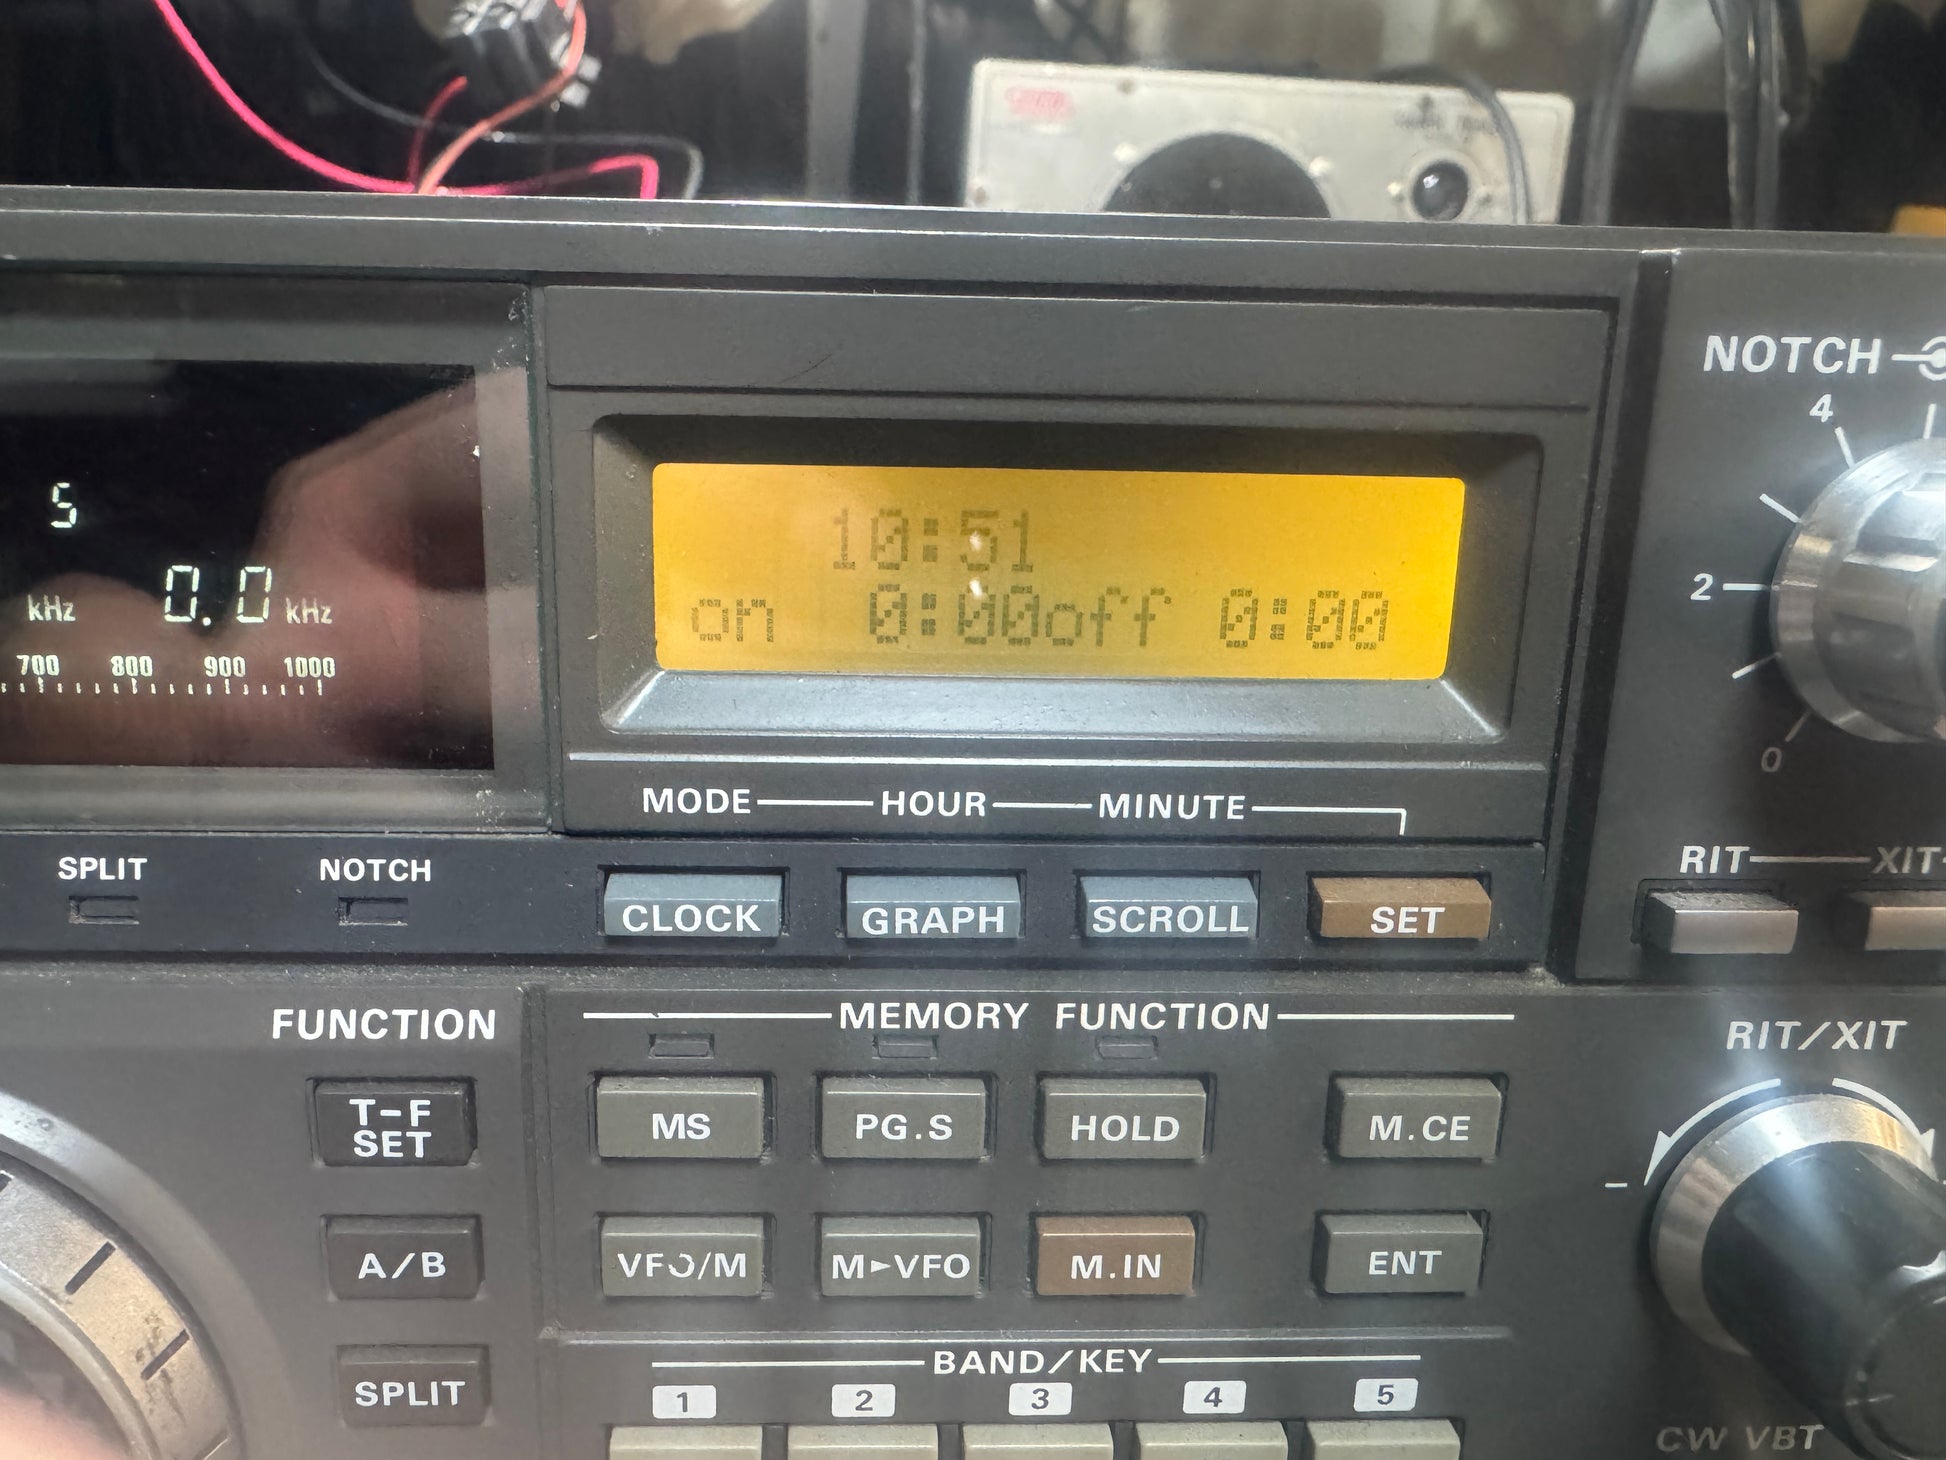 NOTCH
4
2
0
5
kHz 0.0 kHz
700 800 900 1000
10:51
on 0:00off 0:00
MODE HOUR MINUTE
SPLIT NOTCH
CLOCK GRAPH SCROLL SET
RIT XIT
FUNCTION
MEMORY FUNCTION
RIT/XIT
T-F
SET
MS PG.S HOLD M.CE
-
A/B
VFO/M M►VFO M.IN ENT
SPLIT
BAND/KEY
1 2 3 4 5
CW VBT